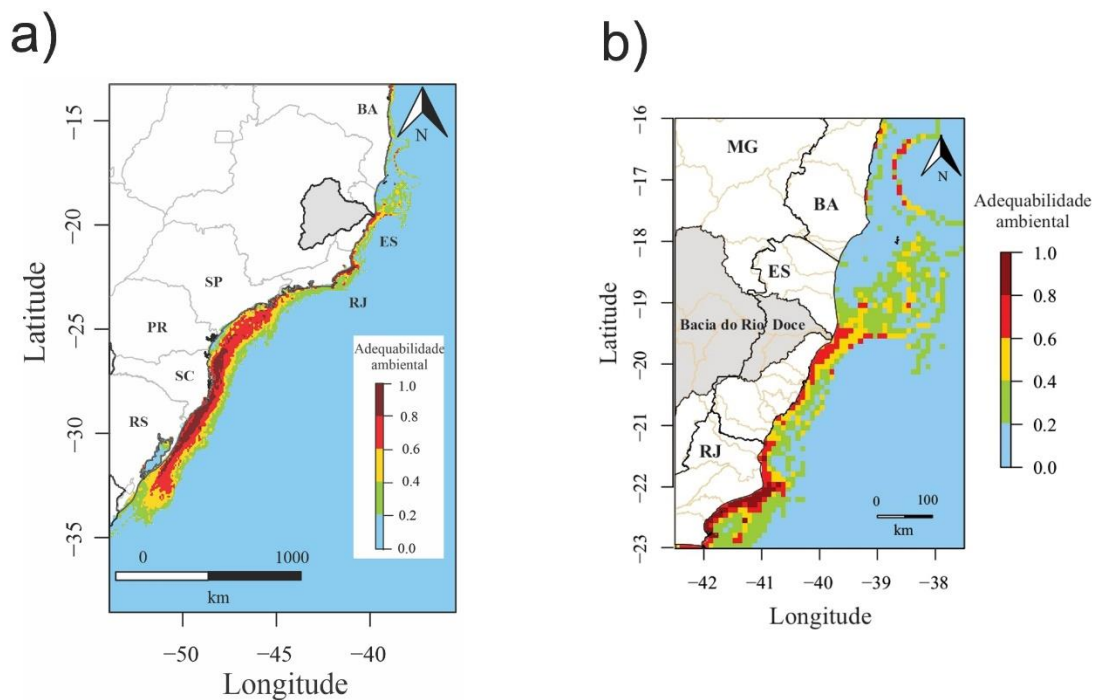 a)
BA
N
ES
SP
RJ
PR
SC
RS
Latitude
−15
−20
−25
−30
−35
Adequabilidade
ambiental
1.0
0.8
0.6
0.4
0.2
0.0
0 1000
km
−50 −40
Longitude
b)
MG
BA
N
ES
Bacia do Rio Doce
RJ
Latitude
−16
−17
−18
−19
−20
−21
−22
−23
0 100
km
−42 −41 −40 −39 −38
Longitude
Adequabilidade
ambiental
1.0
0.8
0.6
0.4
0.2
0.0